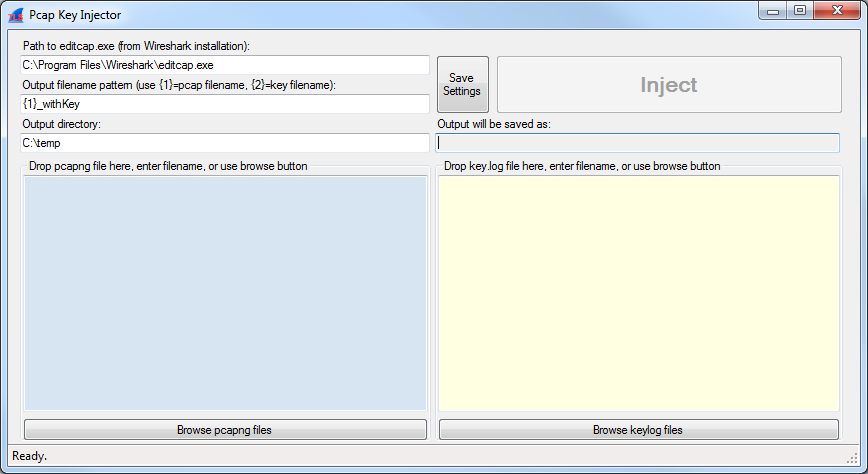 Pcap Key Injector
Path to editcap.exe (from Wireshark installation):
C:\Program Files\Wireshark\editcap.exe
Output filename pattern (use {1}=pcap filename, {2}=key filename):
{1}_withKey
Output directory:
C:\temp
Save
Settings
Inject
Output will be saved as:
Drop pcapng file here, enter filename, or use browse button
Drop key.log file here, enter filename, or use browse button
Browse pcapng files
Browse keylog files
Ready.